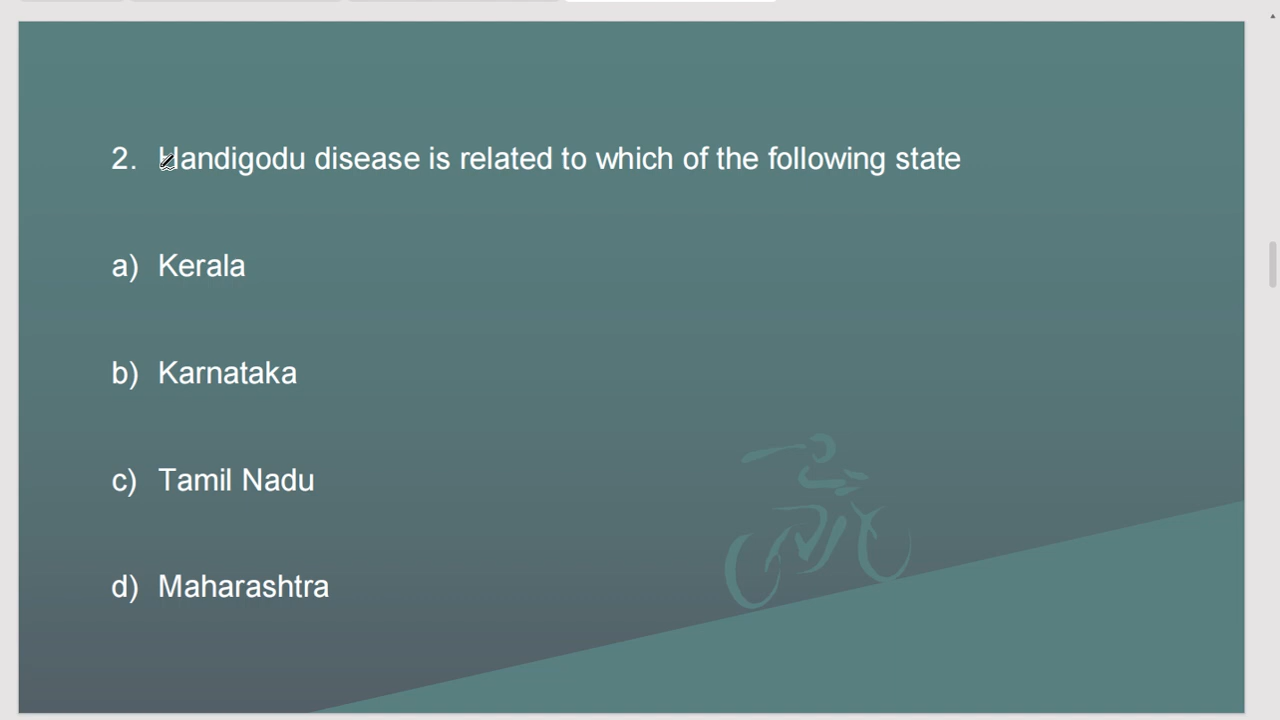 2. Handigodu disease is related to which of the following state
a) Kerala
b) Karnataka
c) Tamil Nadu
d) Maharashtra